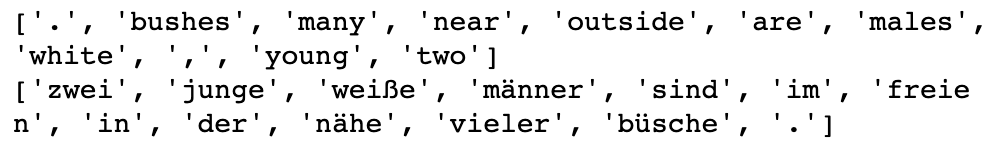 ['.', 'bushes', 'many', 'near', 'outside', 'are', 'males',
'white', ',', 'young', 'two']
['zwei', 'junge', 'weiße', 'männer', 'sind', 'im', 'freie
n', 'in', 'der', 'nähe', 'vieler', 'büsche', '.']